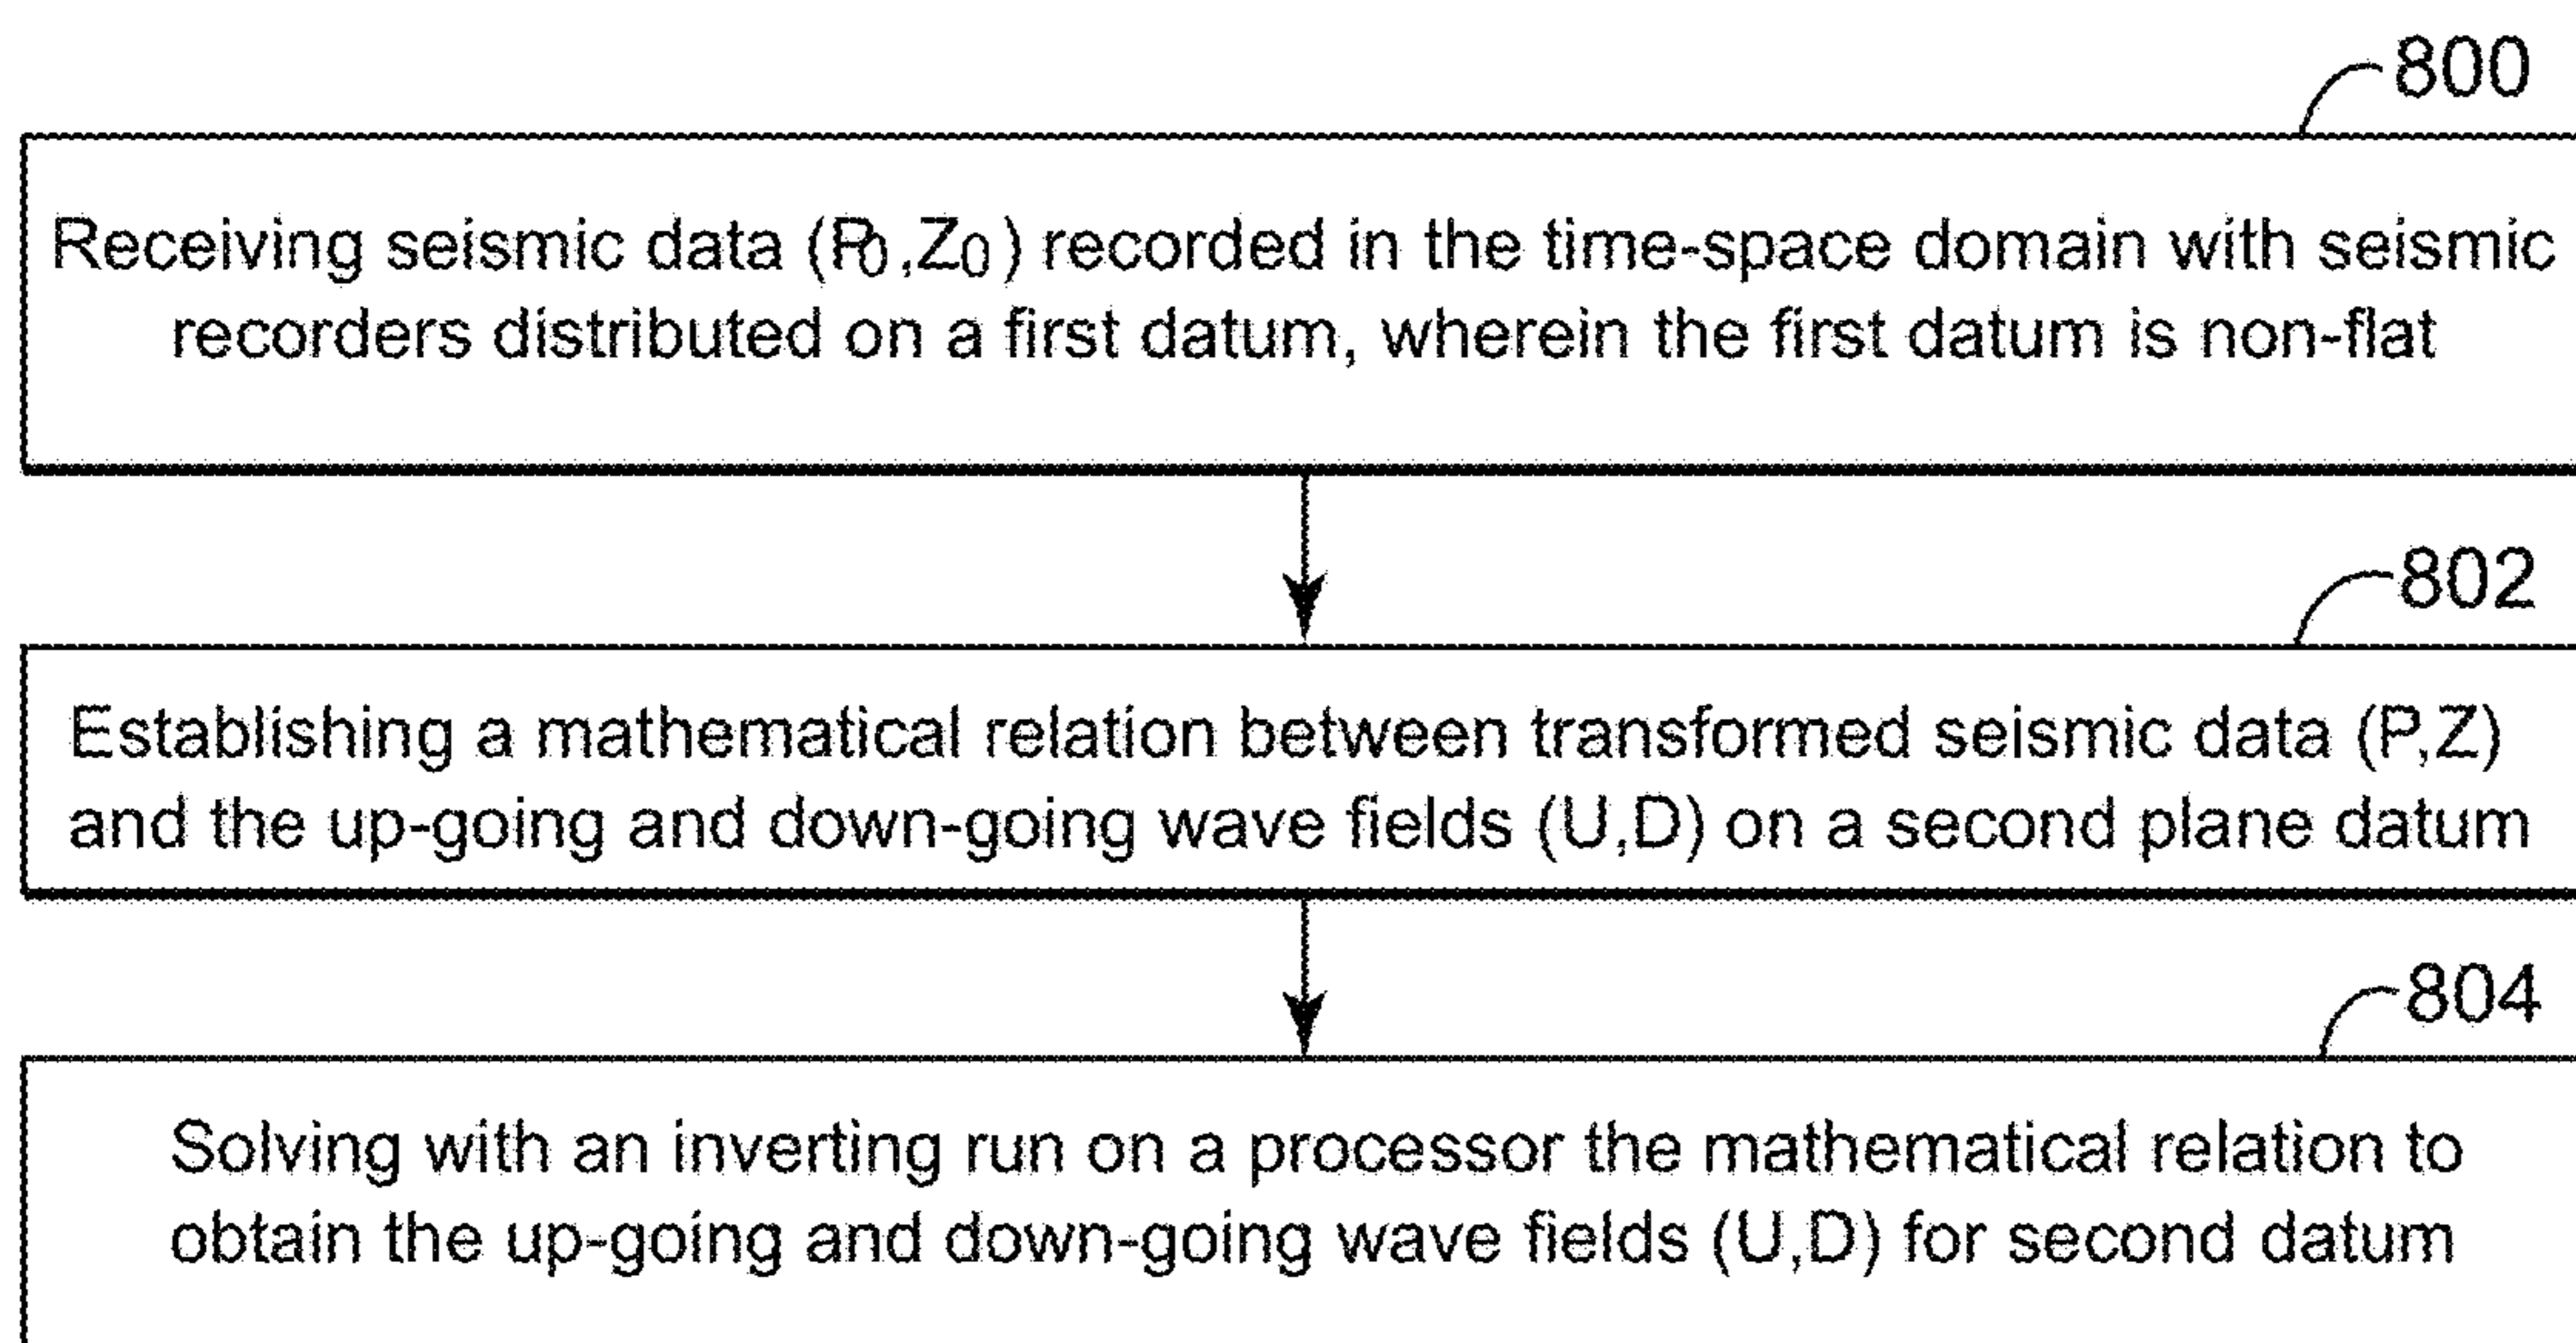 800
Receiving seismic data (P0,Z0) recorded in the time-space domain with seismic
recorders distributed on a first datum, wherein the first datum is non-flat
802
Establishing a mathematical relation between transformed seismic data (P,Z)
and the up-going and down-going wave fields (U,D) on a second plane datum
804
Solving with an inverting run on a processor the mathematical relation to
obtain the up-going and down-going wave fields (U,D) for second datum